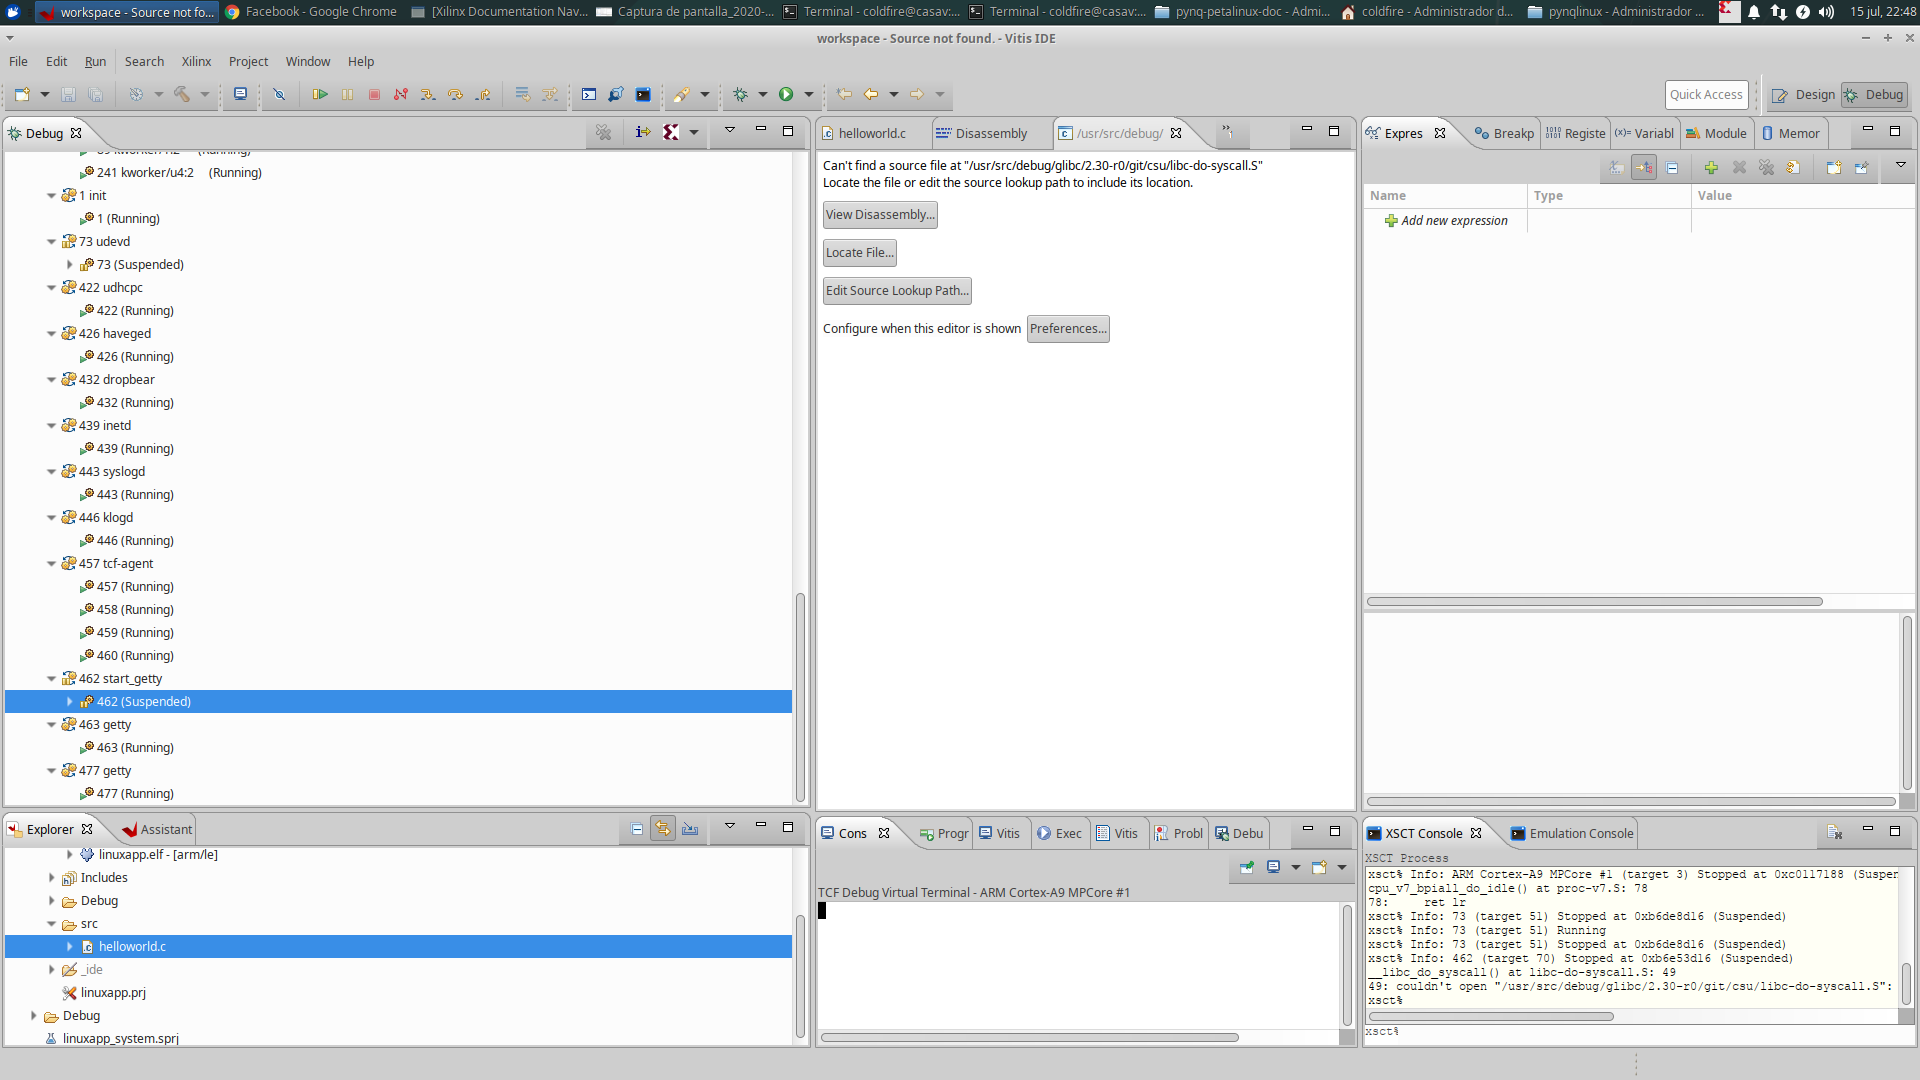 workspace - Source not fo...
Facebook - Google Chrome
[Xilinx Documentation Nav...
Captura de pantalla_2020-...
Terminal - coldfire@casav:...
Terminal - coldfire@casav:...
pynq-petalinux-doc - Admi...
coldfire - Administrador d...
pynqlinux - Administrador ...
15 jul, 22:48
workspace - Source not found. - Vitis IDE
File Edit Run Search Xilinx Project Window Help
Quick Access
Design
Debug
Debug
241 kworker/u4:2 (Running)
1 init
1 (Running)
73 udevd
73 (Suspended)
422 udhcpc
422 (Running)
426 haveged
426 (Running)
432 dropbear
432 (Running)
439 inetd
439 (Running)
443 syslogd
443 (Running)
446 klogd
446 (Running)
457 tcf-agent
457 (Running)
458 (Running)
459 (Running)
460 (Running)
462 start_getty
462 (Suspended)
463 getty
463 (Running)
477 getty
477 (Running)
helloworld.c
Disassembly
/usr/src/debug/
Can't find a source file at "/usr/src/debug/glibc/2.30-r0/git/csu/libc-do-syscall.S"
Locate the file or edit the source lookup path to include its location.
View Disassembly...
Locate File...
Edit Source Lookup Path...
Configure when this editor is shown Preferences...
Expres
Breakp
Registe
Variabl
Module
Memor
Name Type Value
Add new expression
Explorer
Assistant
linuxapp.elf - [arm/le]
Includes
Debug
src
helloworld.c
_ide
linuxapp.prj
Debug
linuxapp_system.sprj
Cons
Progr
Vitis
Exec
Vitis
Probl
Debu
TCF Debug Virtual Terminal - ARM Cortex-A9 MPCore #1
XSCT Console
Emulation Console
XSCT Process
xsct% Info: ARM Cortex-A9 MPCore #1 (target 3) Stopped at 0xc0117188 (Suspen
cpu_v7_bpiall_do_idle() at proc-v7.S: 78
78: ret lr
xsct% Info: 73 (target 51) Stopped at 0xb6de8d16 (Suspended)
xsct% Info: 73 (target 51) Running
xsct% Info: 73 (target 51) Stopped at 0xb6de8d16 (Suspended)
xsct% Info: 462 (target 70) Stopped at 0xb6e53d16 (Suspended)
__libc_do_syscall() at libc-do-syscall.S: 49
49: couldn't open "/usr/src/debug/glibc/2.30-r0/git/csu/libc-do-syscall.S":
xsct%
xsct%